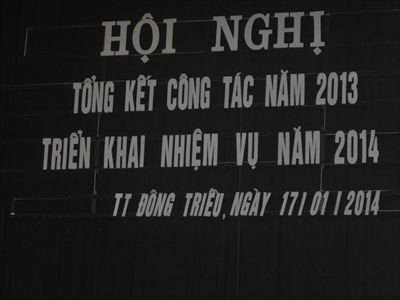 HỘI NGHỊ
TỔNG KẾT CÔNG TÁC NĂM 2013
TRIỂN KHAI NHIỆM VỤ NĂM 2014
TT ĐÔNG TRIỀU, NGÀY 17/01/2014